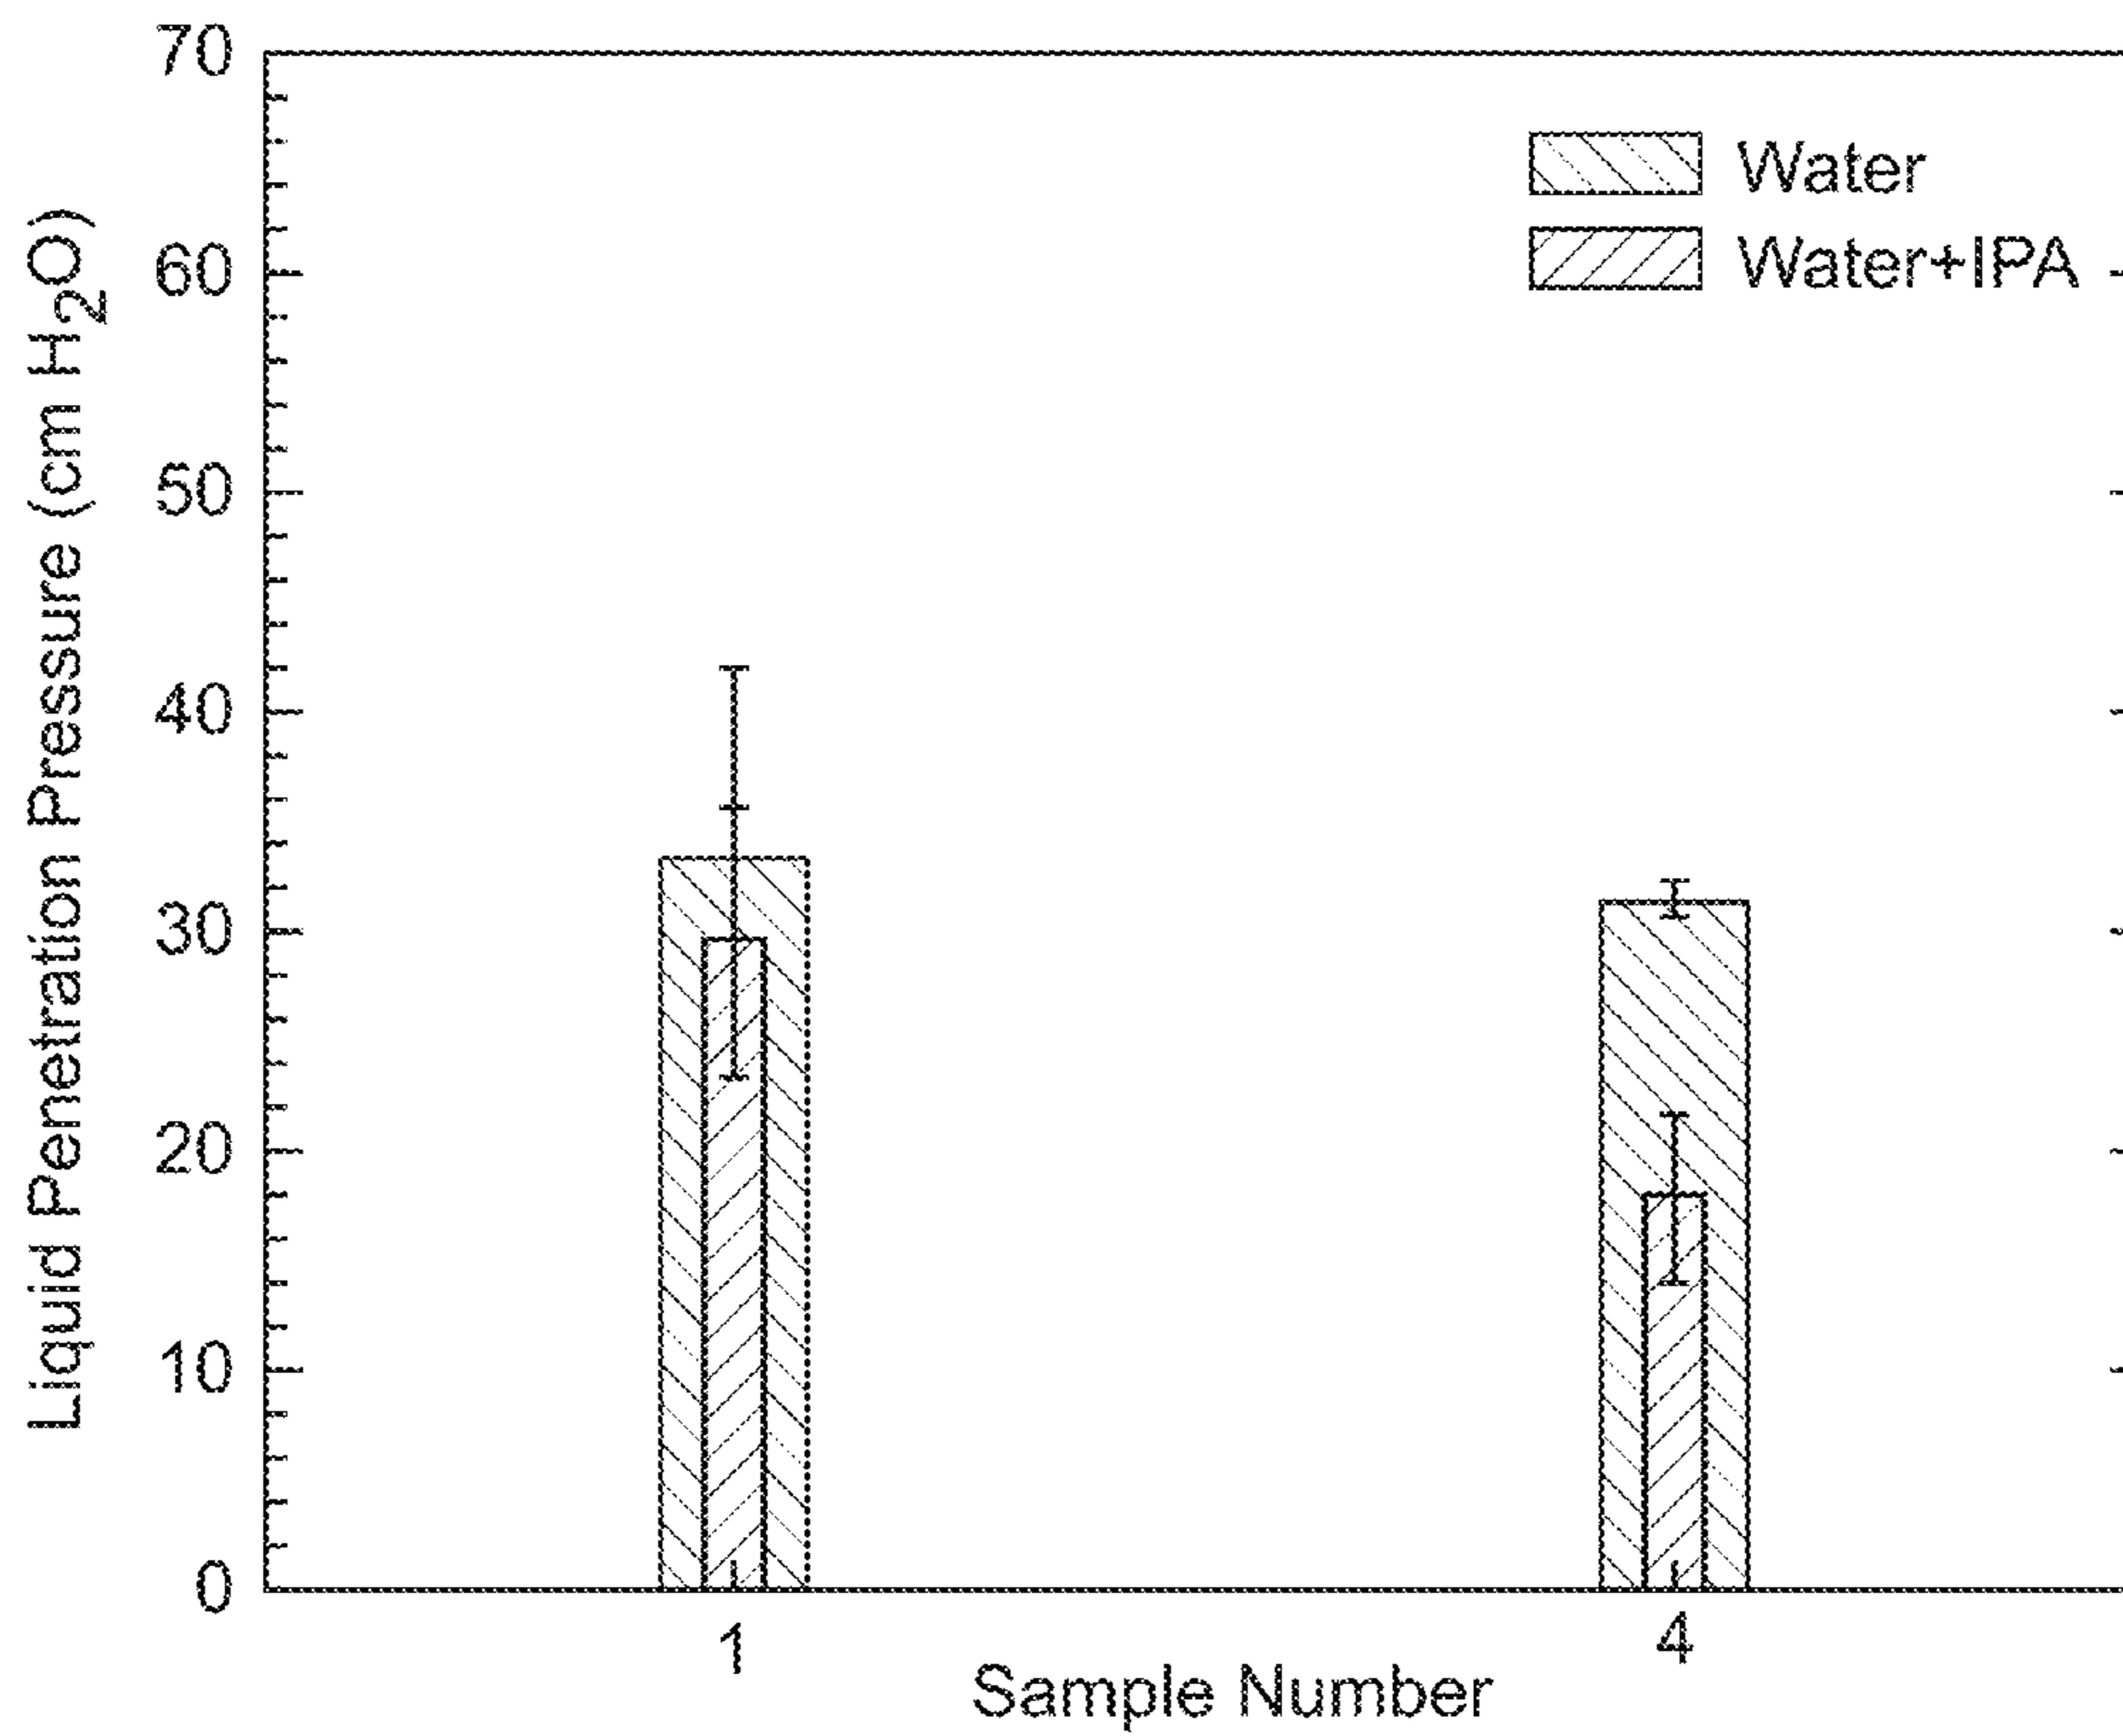 Liquid Penetration Pressure (cm H₂O)
70
60
50
40
30
20
10
0
Water
Water+IPA
1
4
Sample Number